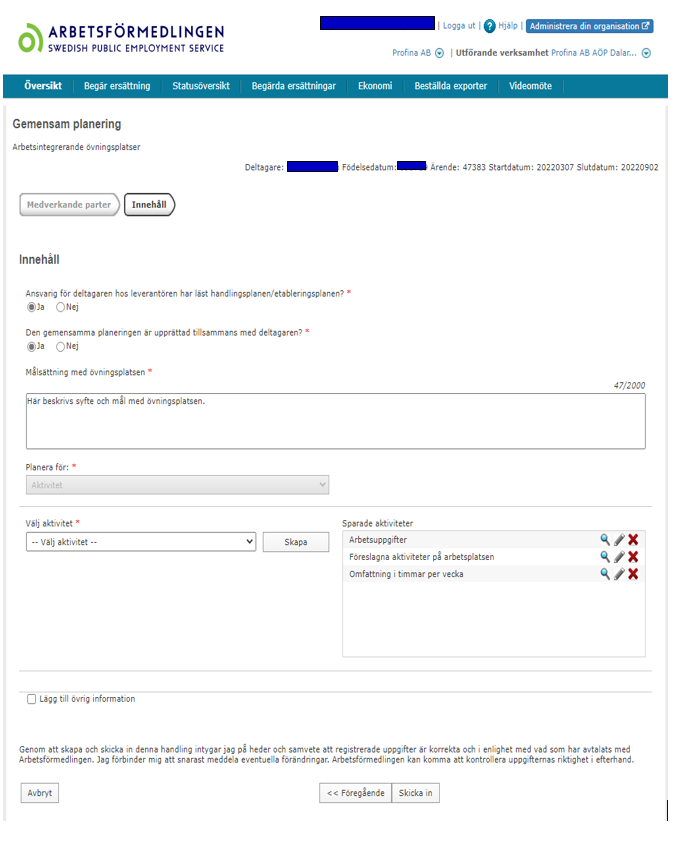 ARBETSFÖRMEDLINGEN
SWEDISH PUBLIC EMPLOYMENT SERVICE
| Logga ut | ? Hjälp | Administrera din organisation
Profina AB | Utförande verksamhet Profina AB AÖP Dalar...
Översikt Begär ersättning Statusöversikt Begärda ersättningar Ekonomi Beställda exporter Videomöte
Gemensam planering
Arbetsintegrerande övningsplatser
Deltagare: Födelsedatum: Ärende: 47383 Startdatum: 20220307 Slutdatum: 20220902
Medverkande parter Innehåll
Innehåll
Ansvarig för deltagaren hos leverantören har läst handlingsplanen/etableringsplanen? *
Ja Nej
Den gemensamma planeringen är upprättad tillsammans med deltagaren? *
Ja Nej
Målsättning med övningsplatsen *
47/2000
Här beskrivs syfte och mål med övningsplatsen.
Planera för: *
Aktivitet
Välj aktivitet * Sparade aktiviteter
-- Välj aktivitet -- Skapa
Arbetsuppgifter
Föreslagna aktiviteter på arbetsplatsen
Omfattning i timmar per vecka
Lägg till övrig information
Genom att skapa och skicka in denna handling intygar jag på heder och samvete att registrerade uppgifter är korrekta och i enlighet med vad som har avtalats med
Arbetsförmedlingen. Jag förbinder mig att snarast meddela eventuella förändringar. Arbetsförmedlingen kan komma att kontrollera uppgifternas riktighet i efterhand.
Avbryt << Föregående Skicka in